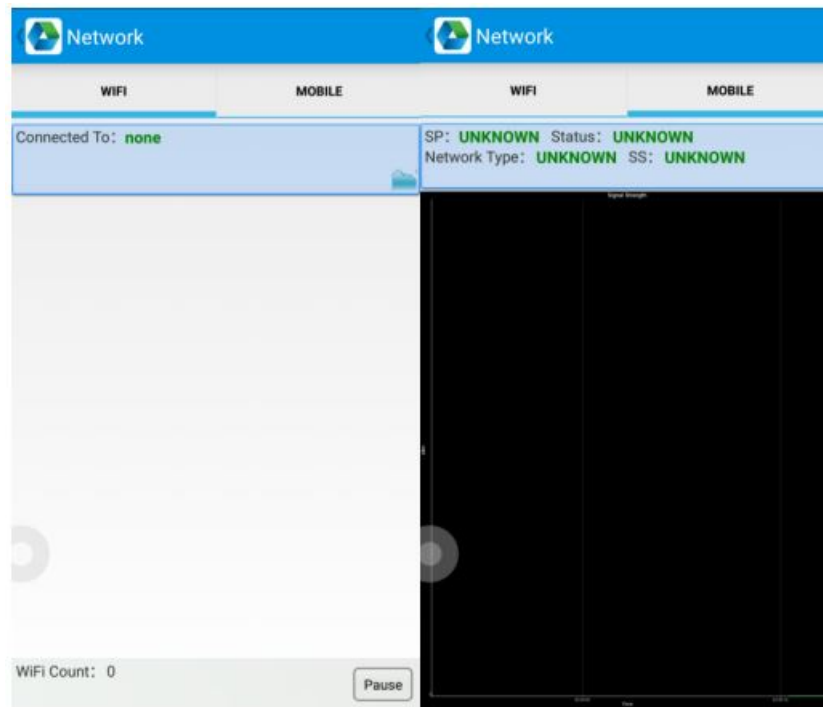 Network
WIFI MOBILE
Connected To: none
WiFi Count: 0
Pause
Network
WIFI MOBILE
SP: UNKNOWN Status: UNKNOWN
Network Type: UNKNOWN SS: UNKNOWN
Signal Strength
Time